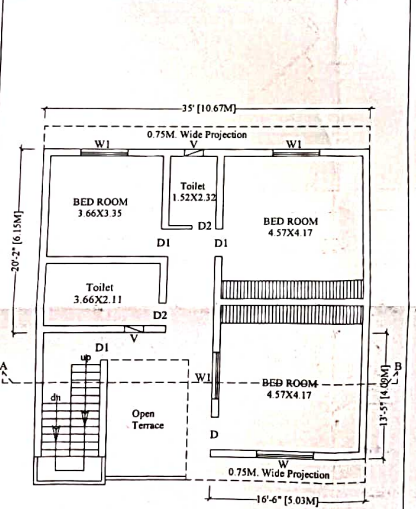 35' [10.67M]
0.75M. Wide Projection
W1
V
W1
Toilet
1.52X2.32
BED ROOM
3.66X3.35
BED ROOM
4.57X4.17
D2
D1
D1
20'-2" [6.15M]
Toilet
3.66X2.11
D2
V
D1
up
A
B
W1
BED ROOM
4.57X4.17
dn
Open
Terrace
13'-5" [4.09M]
D
W
0.75M. Wide Projection
16'-6" [5.03M]